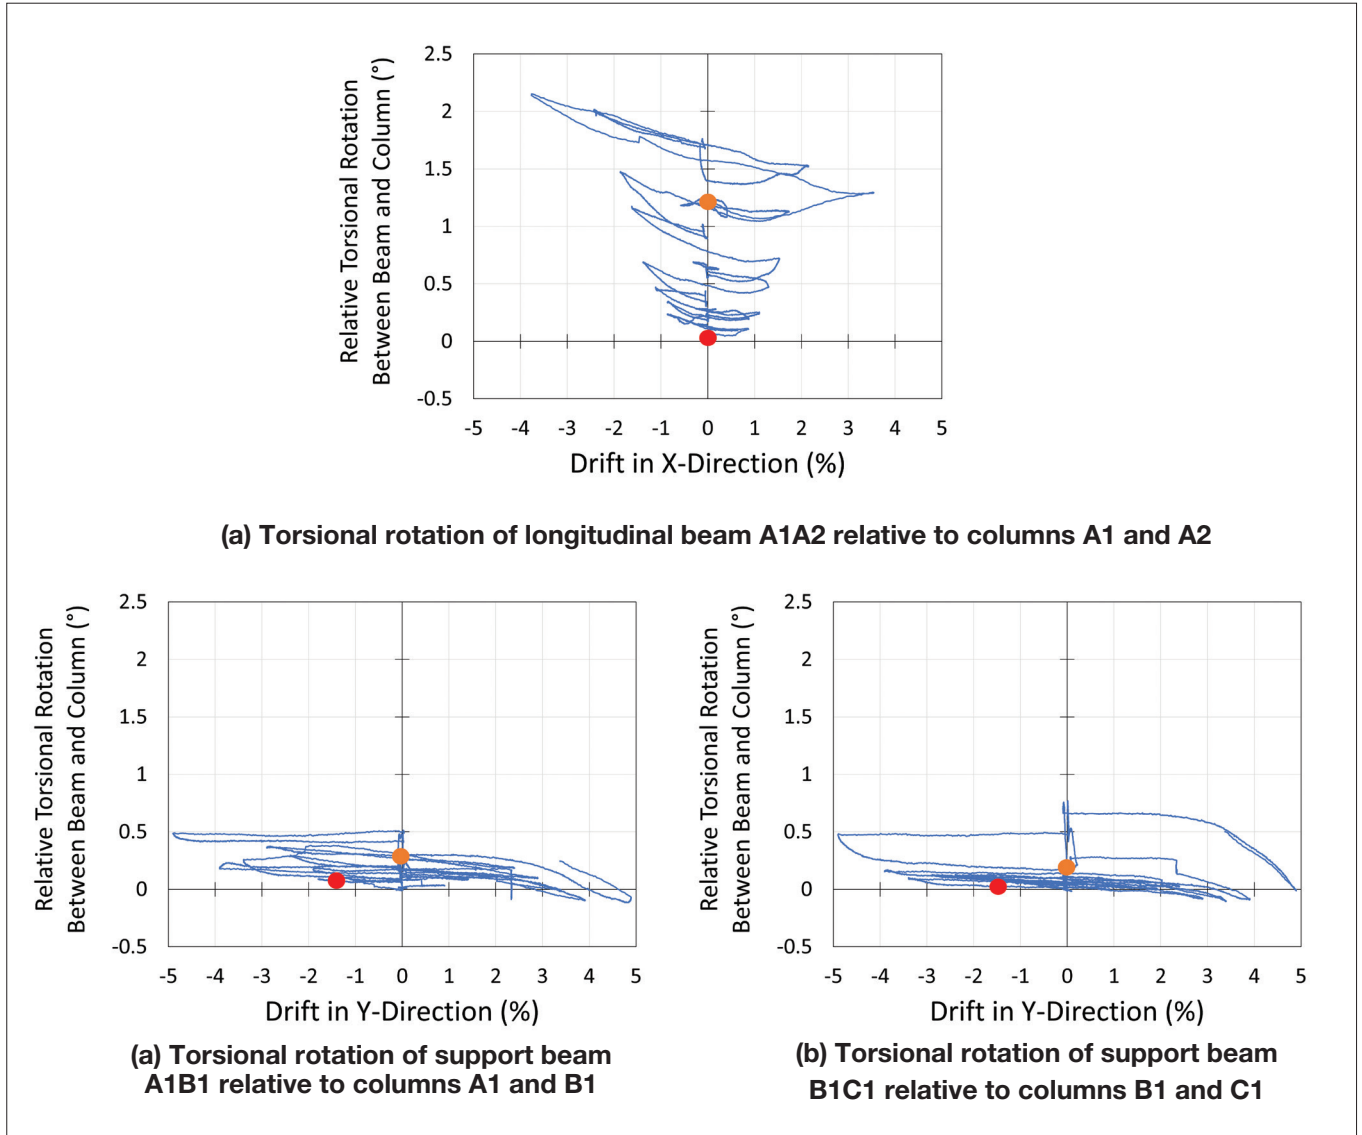 Relative Torsional Rotation
Between Beam and Column (°)
2.5
2
1.5
1
0.5
0
-0.5
-5 -4 -3 -2 -1 0 1 2 3 4 5
Drift in X-Direction (%)
(a) Torsional rotation of longitudinal beam A1A2 relative to columns A1 and A2
Relative Torsional Rotation
Between Beam and Column (°)
2.5
2
1.5
1
0.5
0
-0.5
-5 -4 -3 -2 -1 0 1 2 3 4 5
Drift in Y-Direction (%)
(a) Torsional rotation of support beam
A1B1 relative to columns A1 and B1
Relative Torsional Rotation
Between Beam and Column (°)
2.5
2
1.5
1
0.5
0
-0.5
-5 -4 -3 -2 -1 0 1 2 3 4 5
Drift in Y-Direction (%)
(b) Torsional rotation of support beam
B1C1 relative to columns B1 and C1